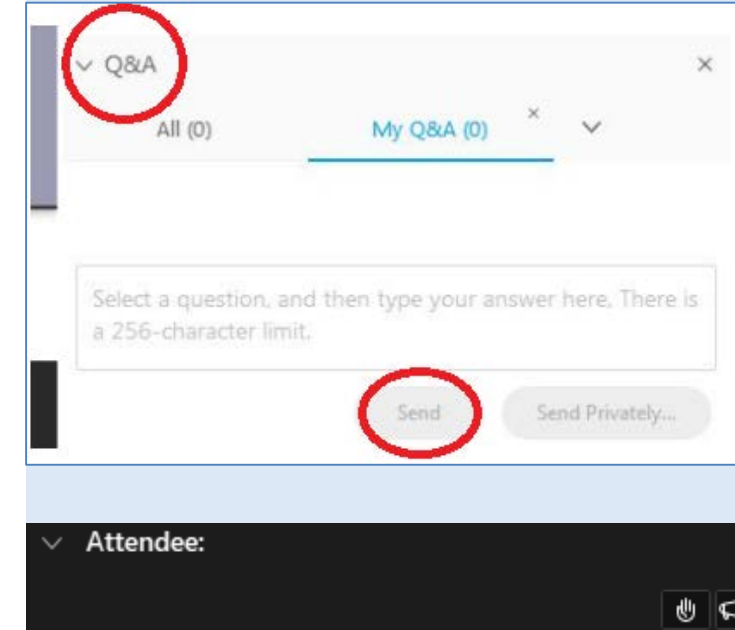 Q&A
All (0) My Q&A (0)
Select a question, and then type your answer here, There is
a 256-character limit.
Send Send Privately...
Attendee: